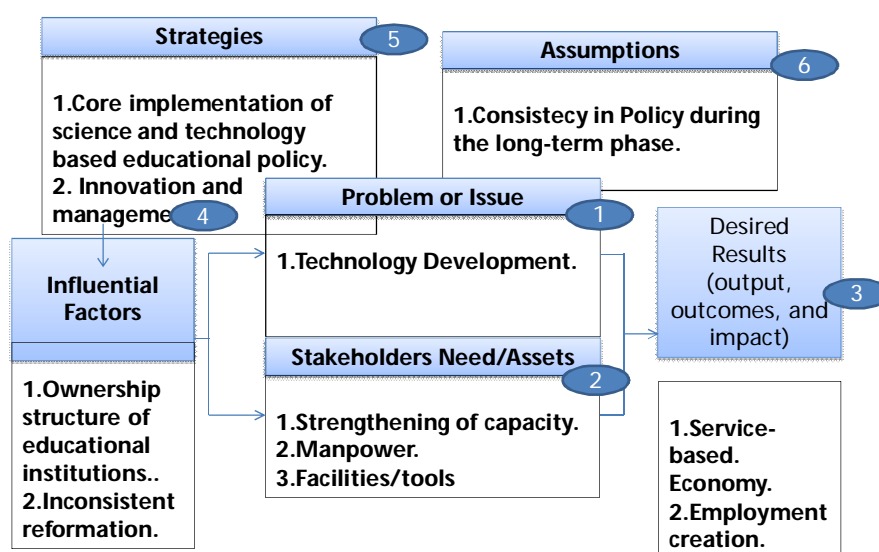 Strategies
5
1.Core implementation of
science and technology
based educational policy.
2. Innovation and
manageme
4
Assumptions
6
1.Consistecy in Policy during
the long-term phase.
Problem or Issue
1
1.Technology Development.
Influential
Factors
1.Ownership
structure of
educational
institutions..
2.Inconsistent
reformation.
Stakeholders Need/Assets
2
1.Strengthening of capacity.
2.Manpower.
3.Facilities/tools
Desired
Results
(output,
outcomes, and
impact)
3
1.Service-
based.
Economy.
2.Employment
creation.